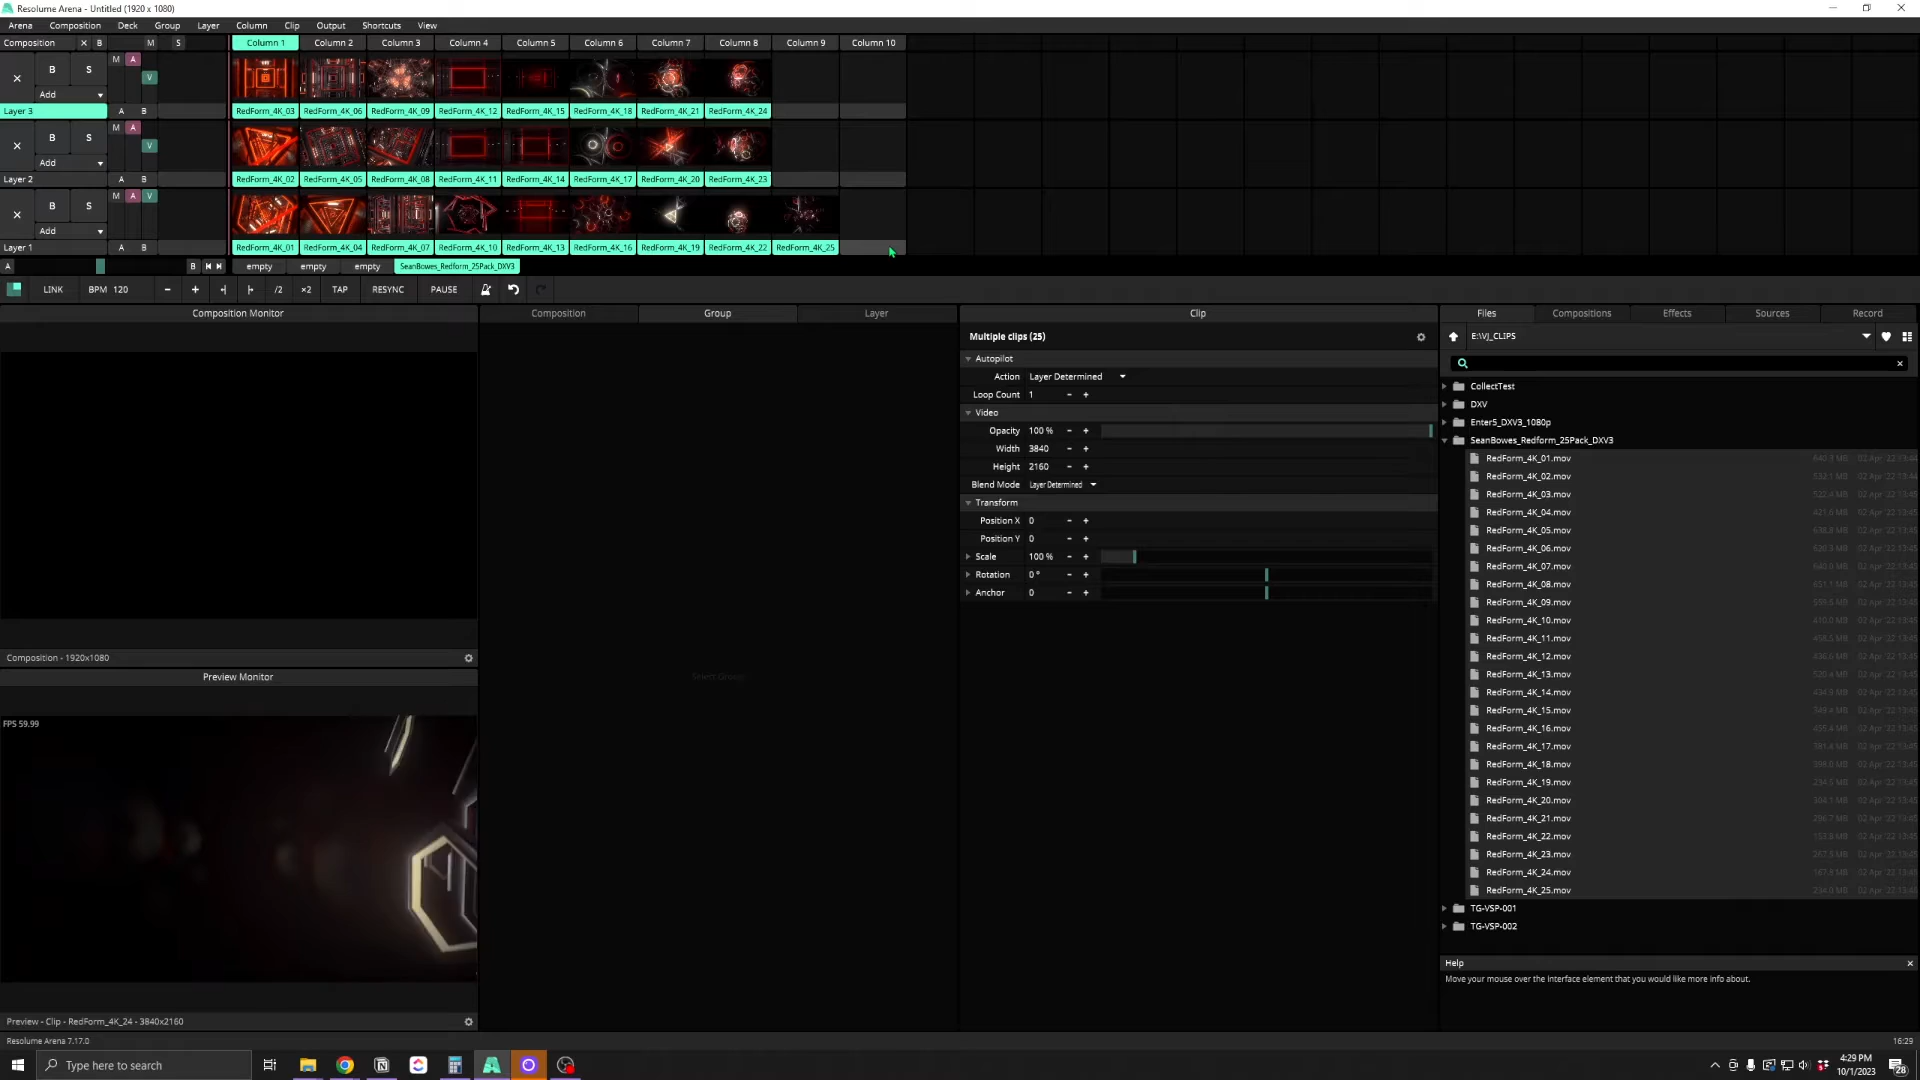 Resolume Arena - Untitled (1920 x 1080)
Arena Composition Deck Group Layer Column Clip Output Shortcuts View
Composition × B M S Column 1 Column 2 Column 3 Column 4 Column 5 Column 6 Column 7 Column 8 Column 9 Column 10
B S M A V
Add
Layer 3 A B RedForm_4K_03 RedForm_4K_06 RedForm_4K_09 RedForm_4K_12 RedForm_4K_15 RedForm_4K_18 RedForm_4K_21 RedForm_4K_24
B S M A V
Add
Layer 2 A B RedForm_4K_02 RedForm_4K_05 RedForm_4K_08 RedForm_4K_11 RedForm_4K_14 RedForm_4K_17 RedForm_4K_20 RedForm_4K_23
B S M A V
Add
Layer 1 A B RedForm_4K_01 RedForm_4K_04 RedForm_4K_07 RedForm_4K_10 RedForm_4K_13 RedForm_4K_16 RedForm_4K_19 RedForm_4K_22 RedForm_4K_25
A B empty empty empty SeanBowes_Redform_25Pack_DXV3
LINK BPM 120 - + /2 ×2 TAP RESYNC PAUSE
Composition Monitor
Composition - 1920x1080
Preview Monitor
FPS 59.99
Preview - Clip - RedForm_4K_24 - 3840x2160
Composition Group Layer
Select Group
Clip
Multiple clips (25)
Autopilot
Action Layer Determined
Loop Count 1 - +
Video
Opacity 100 % - +
Width 3840 - +
Height 2160 - +
Blend Mode Layer Determined
Transform
Position X 0 - +
Position Y 0 - +
Scale 100 % - +
Rotation 0 ° - +
Anchor 0 - +
Files Compositions Effects Sources Record
E:\VJ_CLIPS
CollectTest
DXV
Enter5_DXV3_1080p
SeanBowes_Redform_25Pack_DXV3
RedForm_4K_01.mov
RedForm_4K_02.mov
RedForm_4K_03.mov
RedForm_4K_04.mov
RedForm_4K_05.mov
RedForm_4K_06.mov
RedForm_4K_07.mov
RedForm_4K_08.mov
RedForm_4K_09.mov
RedForm_4K_10.mov
RedForm_4K_11.mov
RedForm_4K_12.mov
RedForm_4K_13.mov
RedForm_4K_14.mov
RedForm_4K_15.mov
RedForm_4K_16.mov
RedForm_4K_17.mov
RedForm_4K_18.mov
RedForm_4K_19.mov
RedForm_4K_20.mov
RedForm_4K_21.mov
RedForm_4K_22.mov
RedForm_4K_23.mov
RedForm_4K_24.mov
RedForm_4K_25.mov
TG-VSP-001
TG-VSP-002
Help
Move your mouse over the interface element that you would like more info about.
Resolume Arena 7.17.0 16:29
Type here to search
4:29 PM
10/1/2023
28